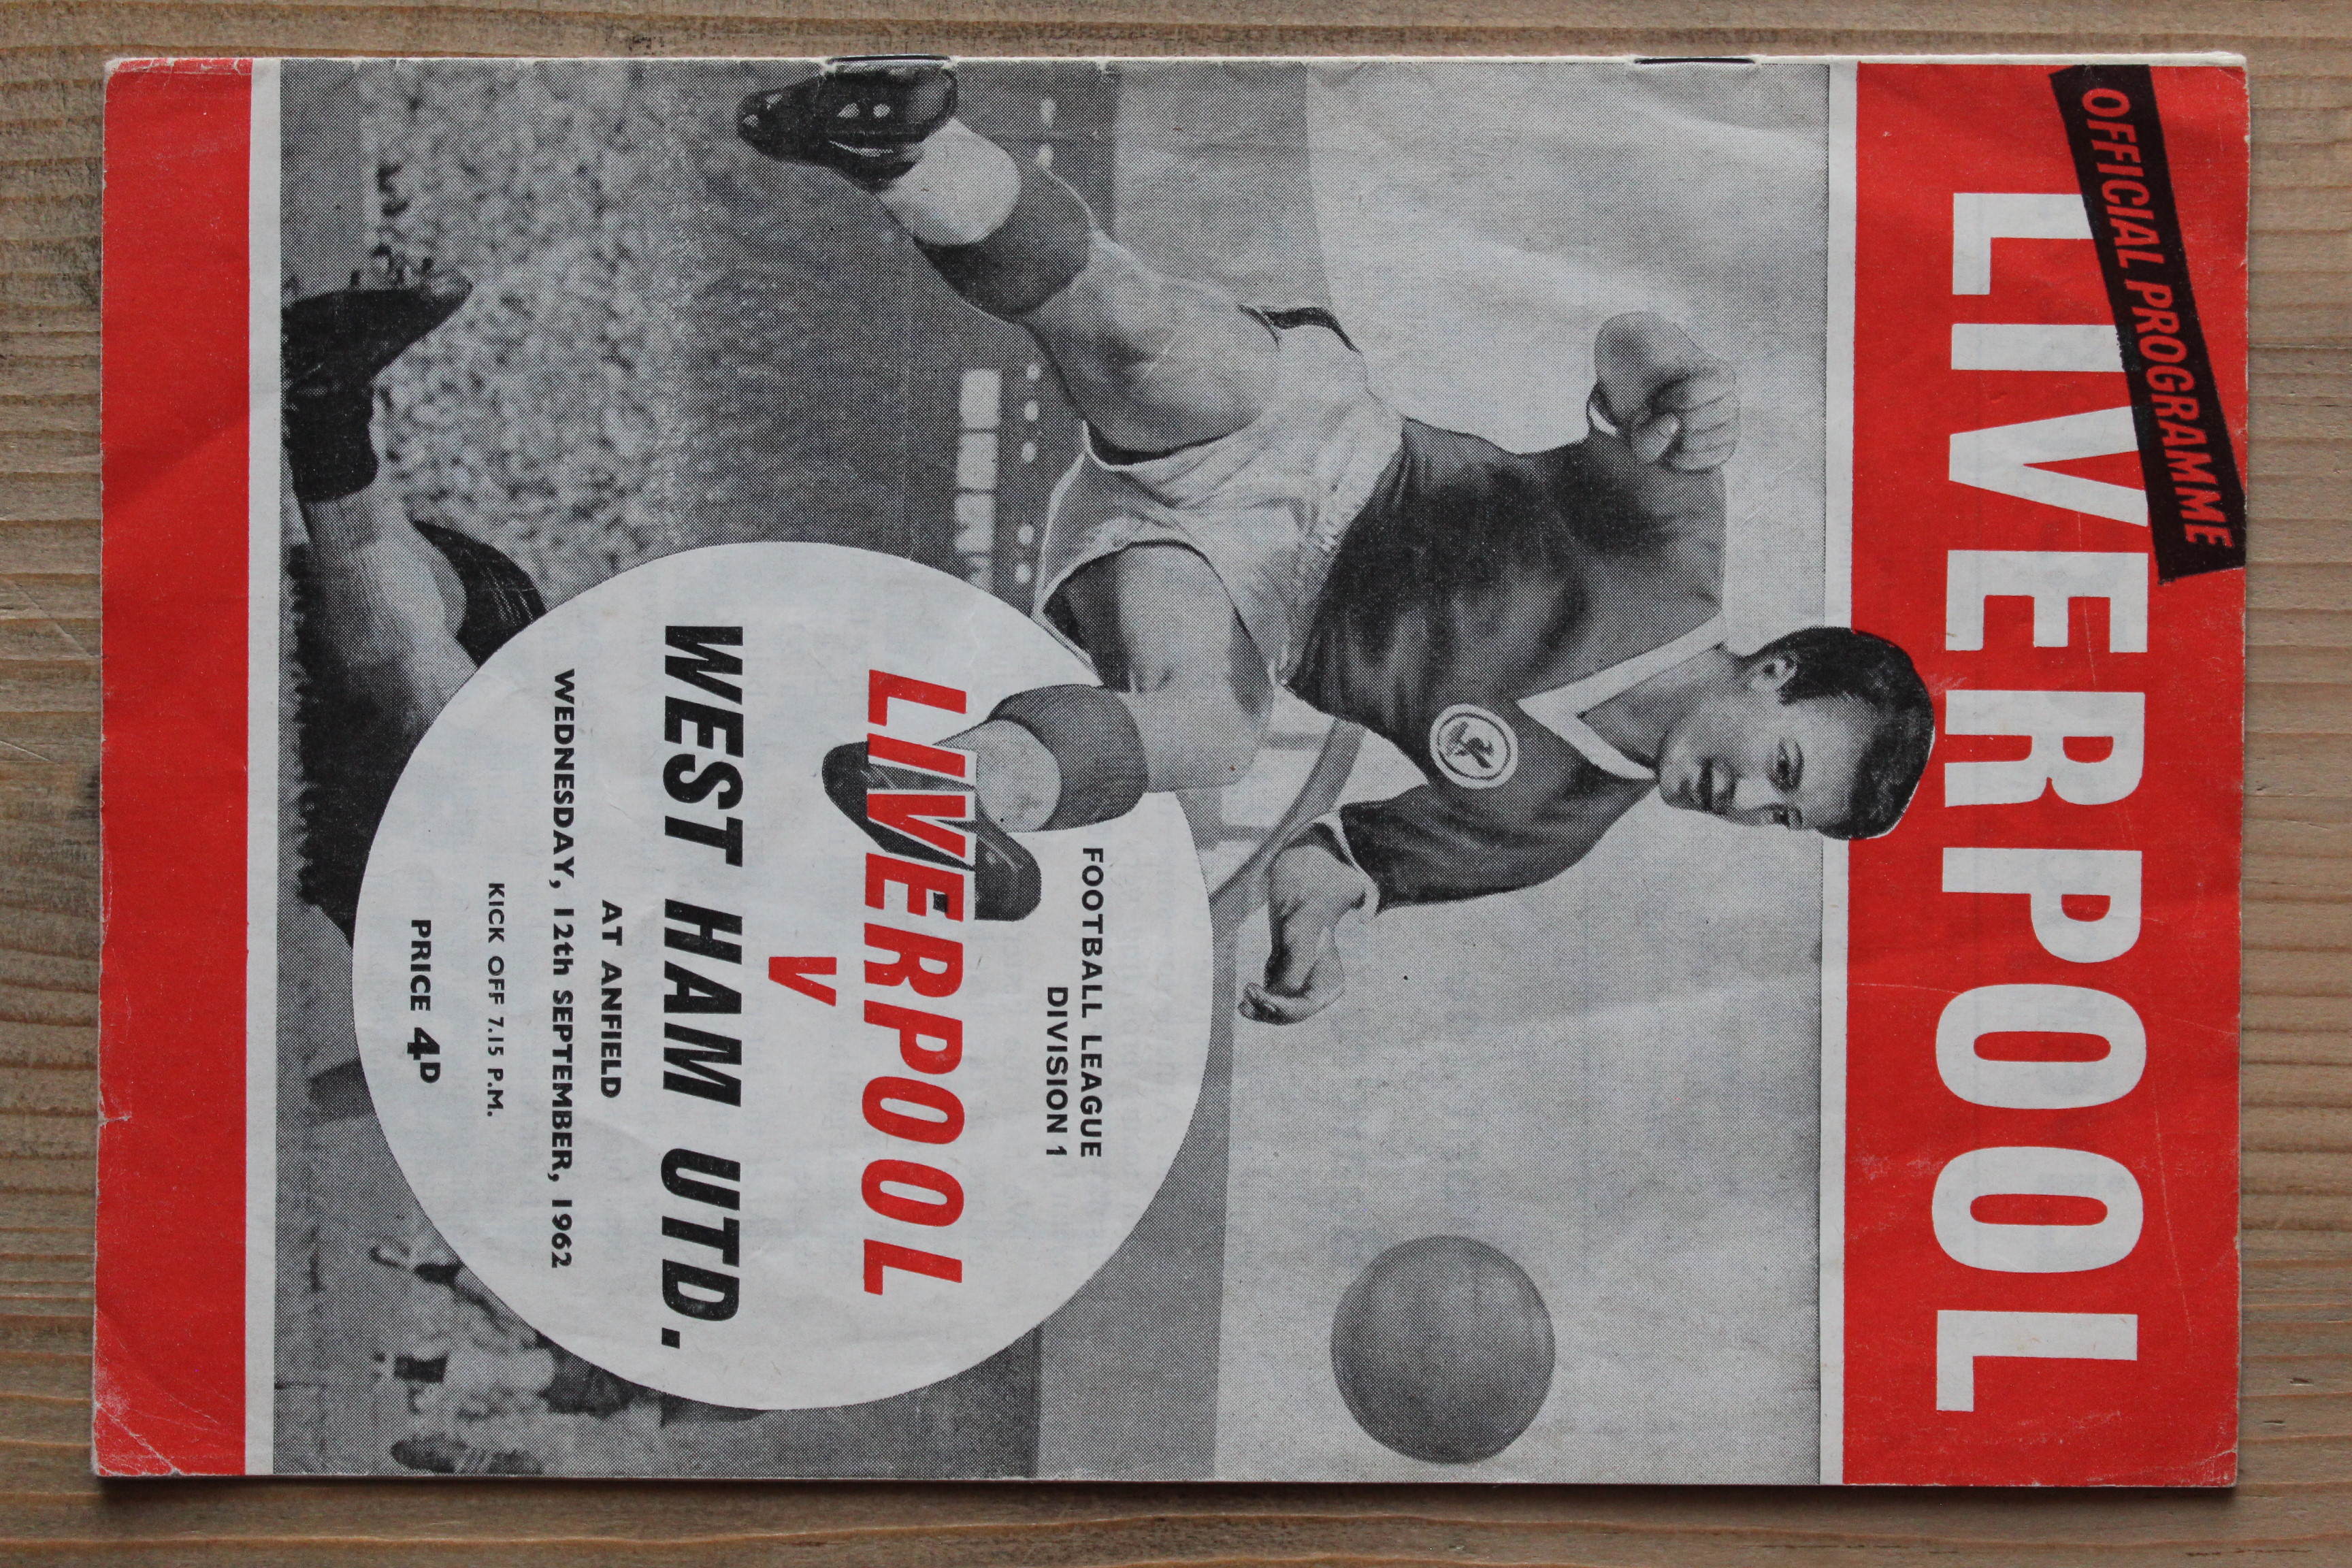 OFFICIAL PROGRAMME
LIVERPOOL
FOOTBALL LEAGUE
DIVISION 1
LIVERPOOL
V
WEST HAM UTD.
AT ANFIELD
WEDNESDAY, 12th SEPTEMBER, 1962
KICK OFF 7.15 P.M.
PRICE 4D